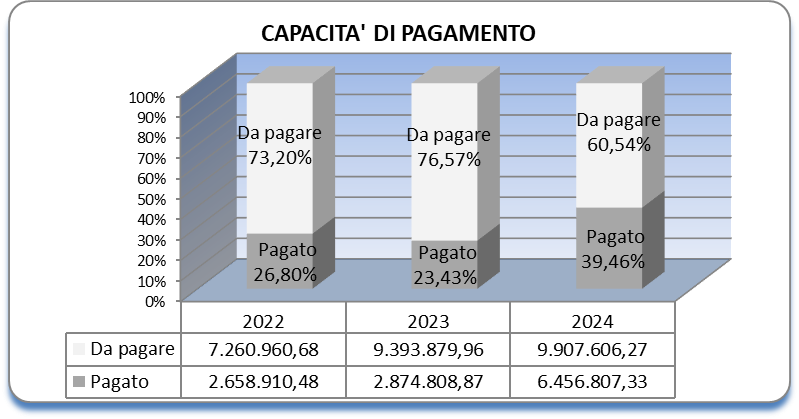 CAPACITA' DI PAGAMENTO
100%
90%
80%
70%
60%
50%
40%
30%
20%
10%
0%
Da pagare
73,20%
Pagato
26,80%
Da pagare
76,57%
Pagato
23,43%
Da pagare
60,54%
Pagato
39,46%
2022 2023 2024
Da pagare 7.260.960,68 9.393.879,96 9.907.606,27
Pagato 2.658.910,48 2.874.808,87 6.456.807,33